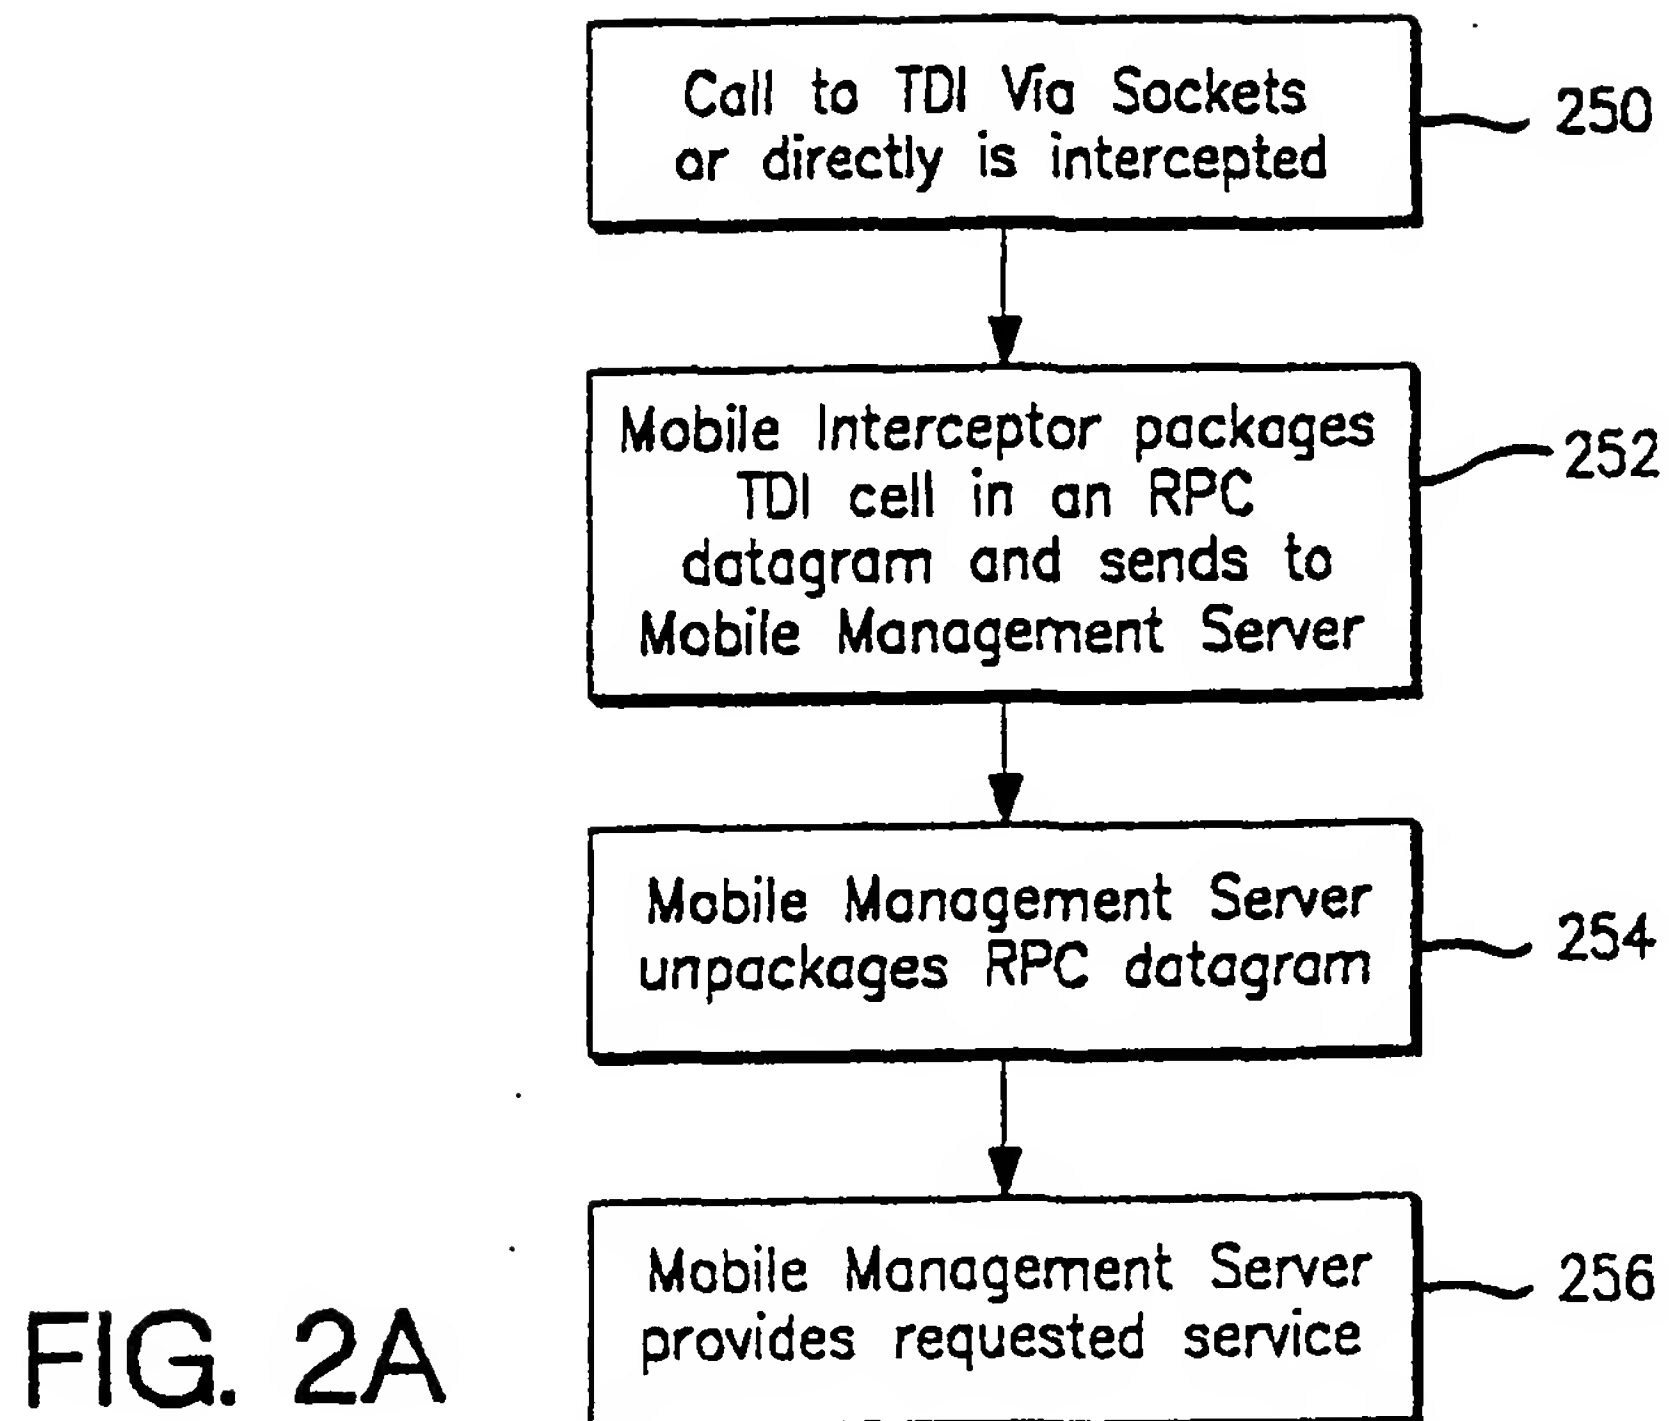 Call to TDI Via Sockets
or directly is intercepted
250
Mobile Interceptor packages
TDI cell in an RPC
datagram and sends to
Mobile Management Server
252
Mobile Management Server
unpackages RPC datagram
254
Mobile Management Server
provides requested service
256
FIG. 2A